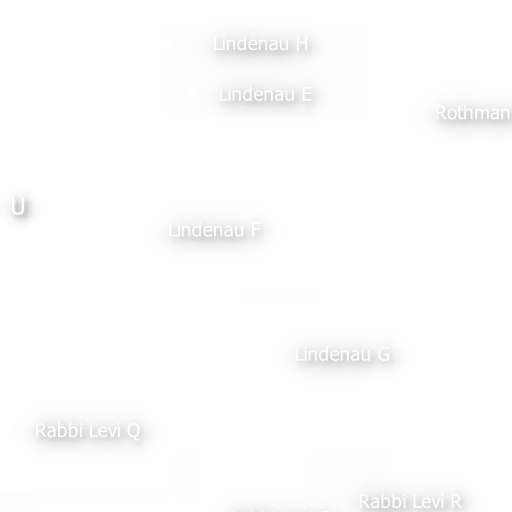 Lindenau H
Lindenau E
Rothman
U
Lindenau F
Lindenau G
Rabbi Levi Q
Rabbi Levi R